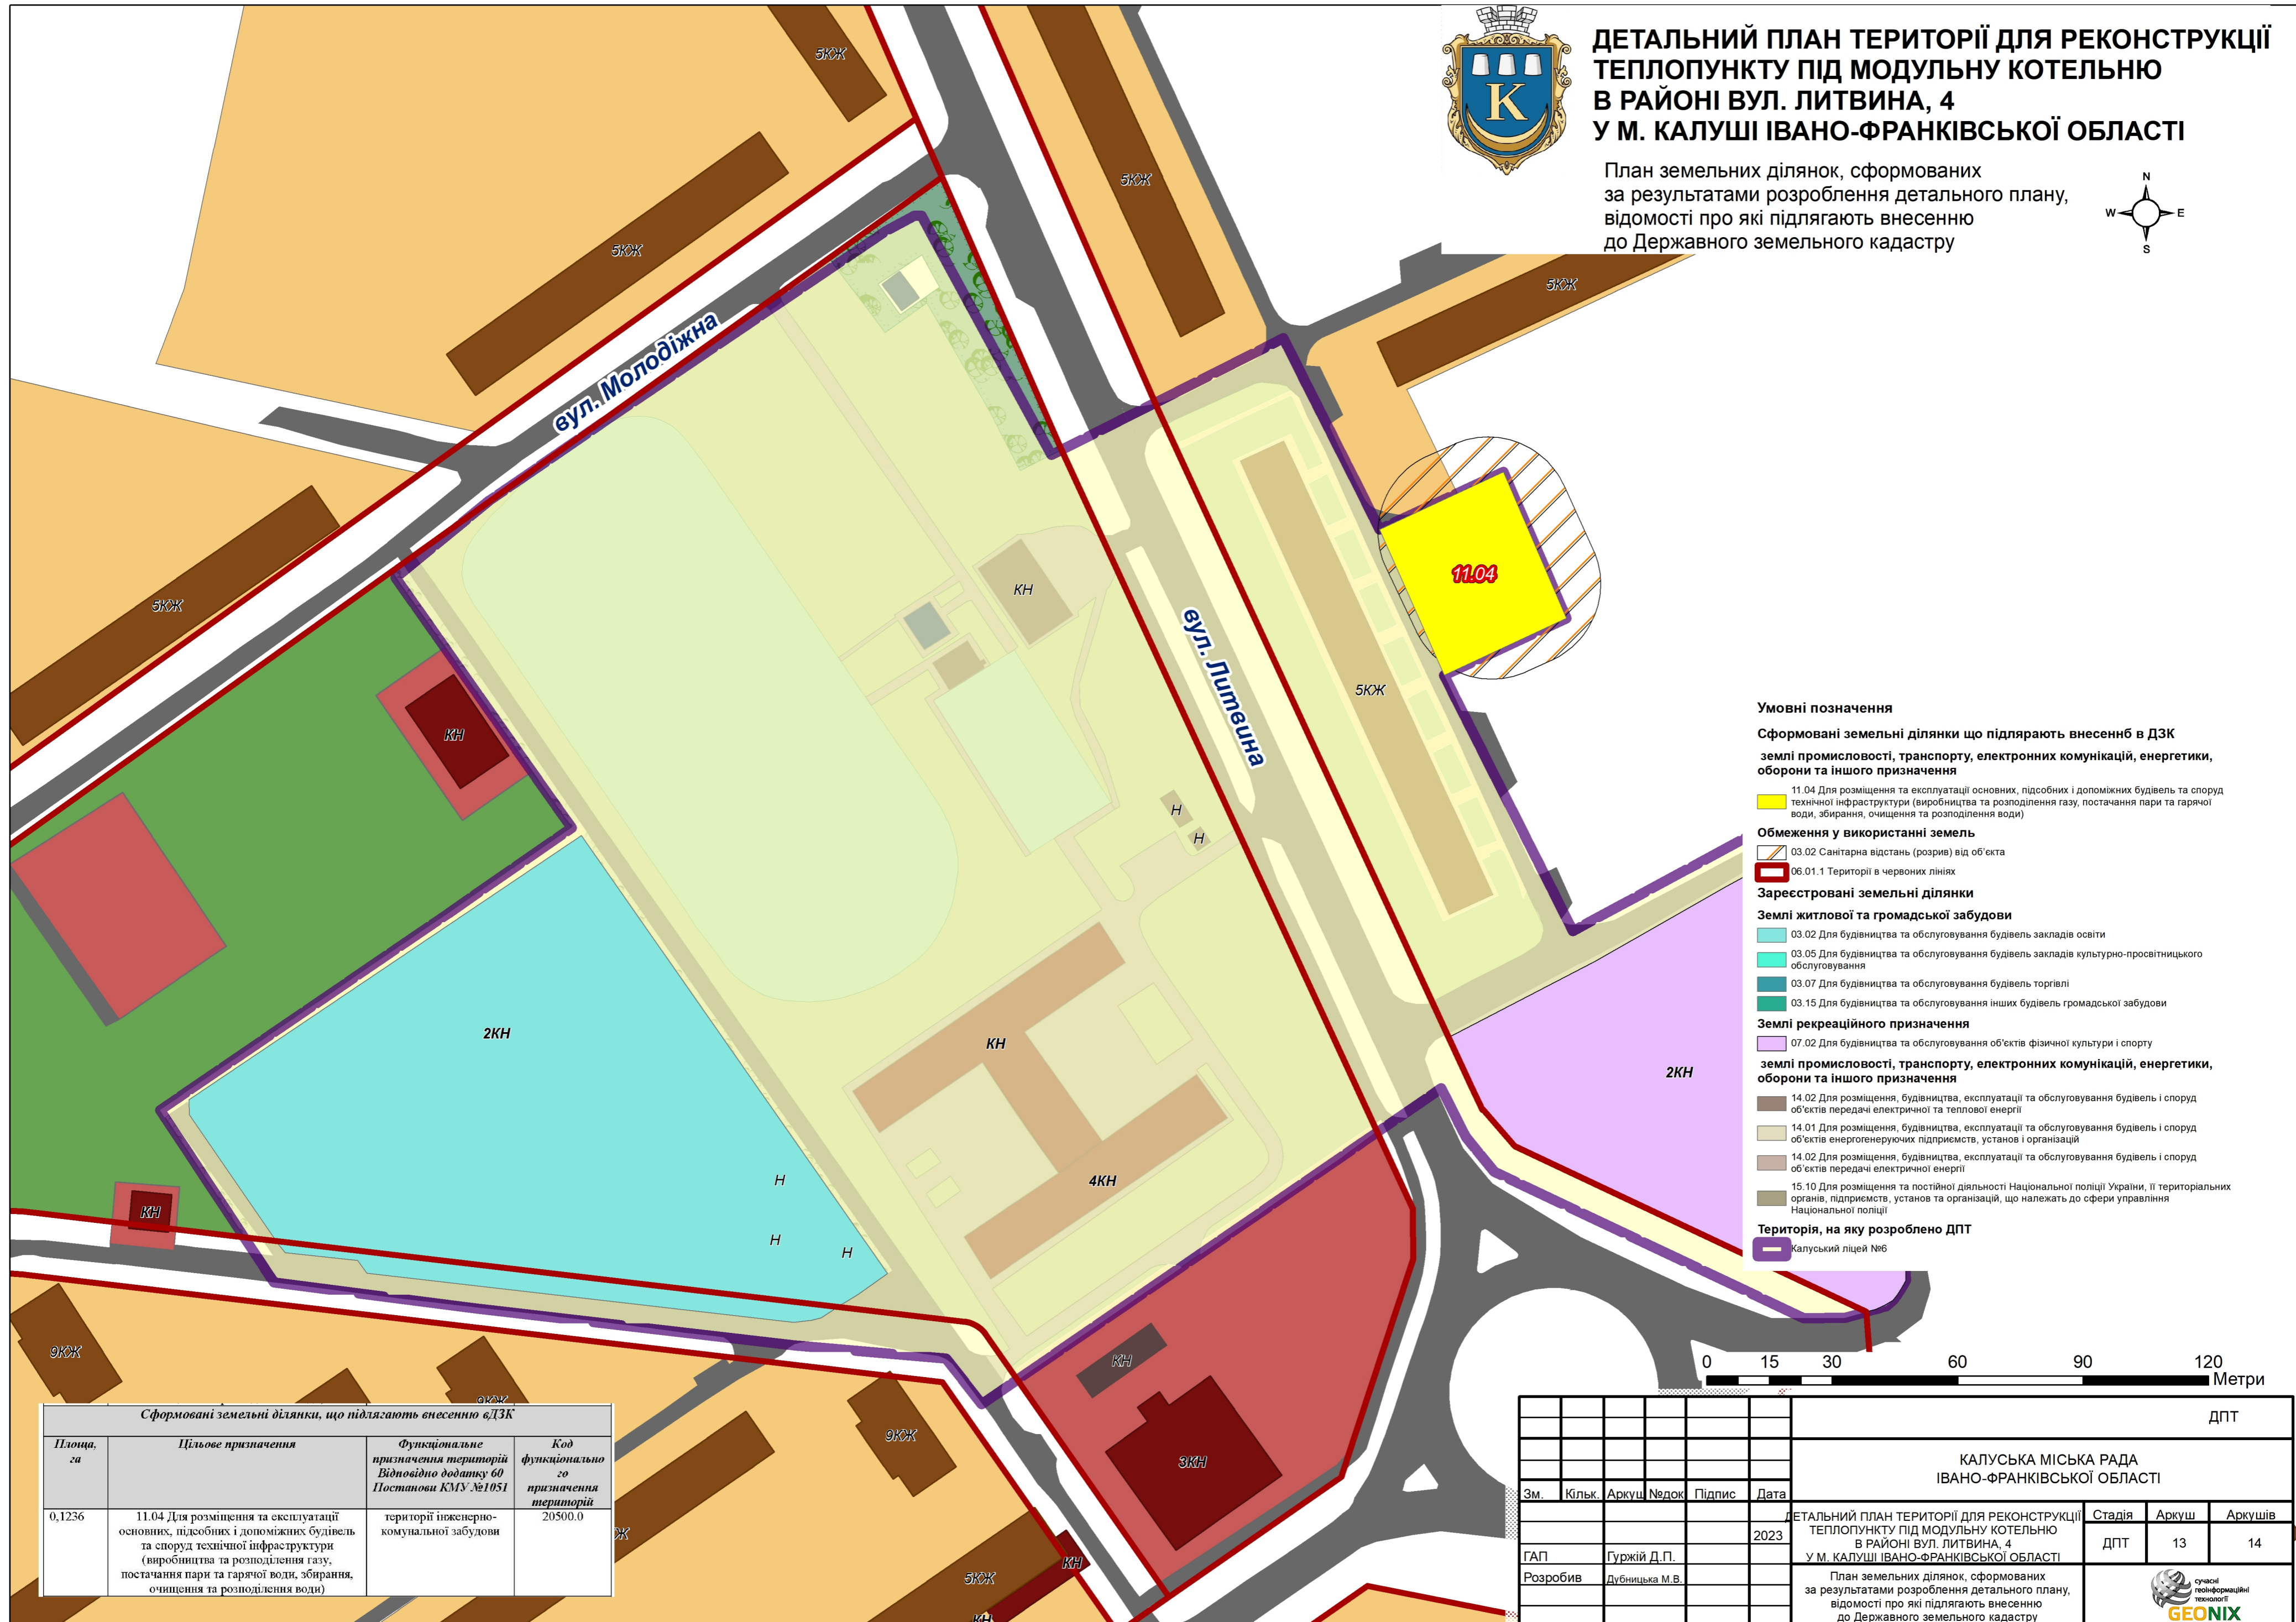 ДЕТАЛЬНИЙ ПЛАН ТЕРИТОРІЇ ДЛЯ РЕКОНСТРУКЦІЇ
ТЕПЛОПУНКТУ ПІД МОДУЛЬНУ КОТЕЛЬНЮ
В РАЙОНІ ВУЛ. ЛИТВИНА, 4
У М. КАЛУШІ ІВАНО-ФРАНКІВСЬКОЇ ОБЛАСТІ
К
План земельних ділянок, сформованих
за результатами розроблення детального плану,
відомості про які підлягають внесенню
до Державного земельного кадастру
N
W E
S
5КЖ
5КЖ
5КЖ
5КЖ
вул. Молодіжна
11.04
5КЖ
КН
вул. Литвина
5КЖ
КН
Н
Н
2КН
КН
2КН
Н
4КН
КН
Н
Н
КН
9КЖ
9КЖ
9КЖ
3КН
Ж
КН
5КЖ
КН
Умовні позначення
Сформовані земельні ділянки що підлярають внесеннб в ДЗК
землі промисловості, транспорту, електронних комунікацій, енергетики,
оборони та іншого призначення
11.04 Для розміщення та експлуатації основних, підсобних і допоміжних будівель та споруд
технічної інфраструктури (виробництва та розподілення газу, постачання пари та гарячої
води, збирання, очищення та розподілення води)
Обмеження у використанні земель
03.02 Санітарна відстань (розрив) від об'єкта
06.01.1 Території в червоних лініях
Зареєстровані земельні ділянки
Землі житлової та громадської забудови
03.02 Для будівництва та обслуговування будівель закладів освіти
03.05 Для будівництва та обслуговування будівель закладів культурно-просвітницького
обслуговування
03.07 Для будівництва та обслуговування будівель торгівлі
03.15 Для будівництва та обслуговування інших будівель громадської забудови
Землі рекреаційного призначення
07.02 Для будівництва та обслуговування об'єктів фізичної культури і спорту
землі промисловості, транспорту, електронних комунікацій, енергетики,
оборони та іншого призначення
14.02 Для розміщення, будівництва, експлуатації та обслуговування будівель і споруд
об'єктів передачі електричної та теплової енергії
14.01 Для розміщення, будівництва, експлуатації та обслуговування будівель і споруд
об'єктів енергогенеруючих підприємств, установ і організацій
14.02 Для розміщення, будівництва, експлуатації та обслуговування будівель і споруд
об'єктів передачі електричної енергії
15.10 Для розміщення та постійної діяльності Національної поліції України, її територіальних
органів, підприємств, установ та організацій, що належать до сфери управління
Національної поліції
Територія, на яку розроблено ДПТ
Калуський ліцей №6
0 15 30 60 90 120
Метри
Сформовані земельні ділянки, що підлягають внесенню вДЗК
Площа, га
Цільове призначення
Функціональне
призначення територій
Відповідно додатку 60
Постанови КМУ №1051
Код
функціонально
го
призначення
територій
0,1236
11.04 Для розміщення та експлуатації
основних, підсобних і допоміжних будівель
та споруд технічної інфраструктури
(виробництва та розподілення газу,
постачання пари та гарячої води, збирання,
очищення та розподілення води)
території інженерно-
комунальної забудови
20500.0
ДПТ
КАЛУСЬКА МІСЬКА РАДА
ІВАНО-ФРАНКІВСЬКОЇ ОБЛАСТІ
Зм. Кільк. Аркуш №док Підпис Дата
2023
ГАП Гуржій Д.П.
Розробив Дубницька М.В.
ДЕТАЛЬНИЙ ПЛАН ТЕРИТОРІЇ ДЛЯ РЕКОНСТРУКЦІЇ
ТЕПЛОПУНКТУ ПІД МОДУЛЬНУ КОТЕЛЬНЮ
В РАЙОНІ ВУЛ. ЛИТВИНА, 4
У М. КАЛУШІ ІВАНО-ФРАНКІВСЬКОЇ ОБЛАСТІ
Стадія Аркуш Аркушів
ДПТ 13 14
План земельних ділянок, сформованих
за результатами розроблення детального плану,
відомості про які підлягають внесенню
до Державного земельного кадастру
сучасні
геоінформаційні
технології
GEONIX